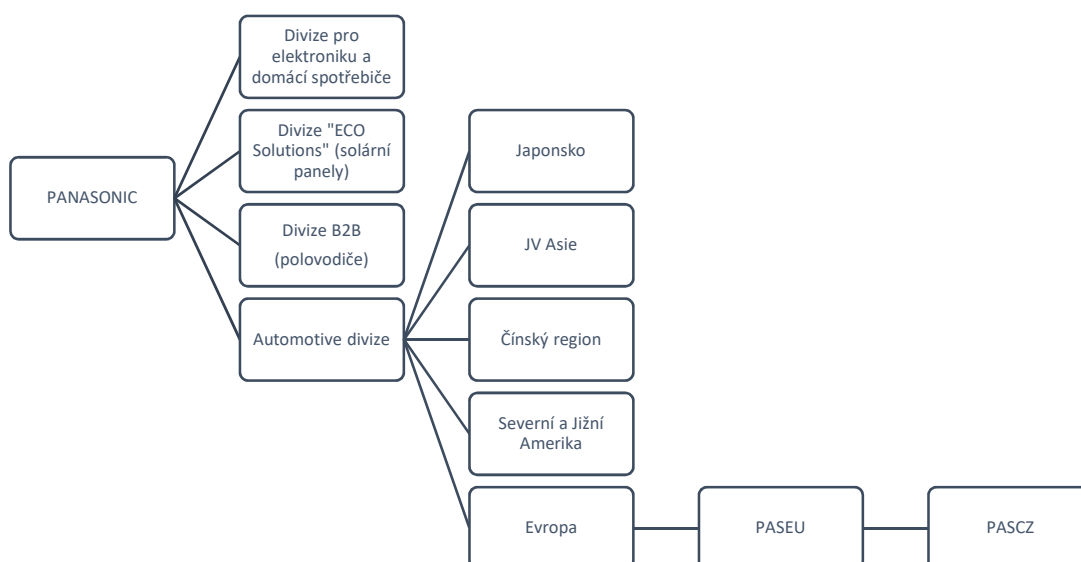 PANASONIC
Divize pro
elektroniku a
domácí spotřebiče
Divize "ECO
Solutions" (solární
panely)
Divize B2B
(polovodiče)
Automotive divize
Japonsko
JV Asie
Čínský region
Severní a Jižní
Amerika
Evropa
PASEU
PASCZ